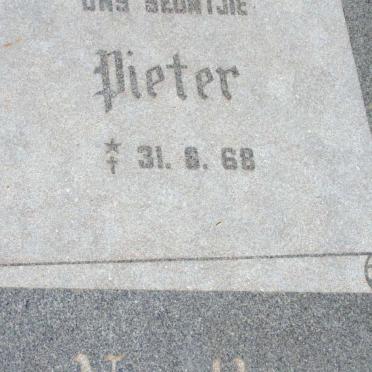 ONS SEUNTJIE
Pieter
31. 8. 68